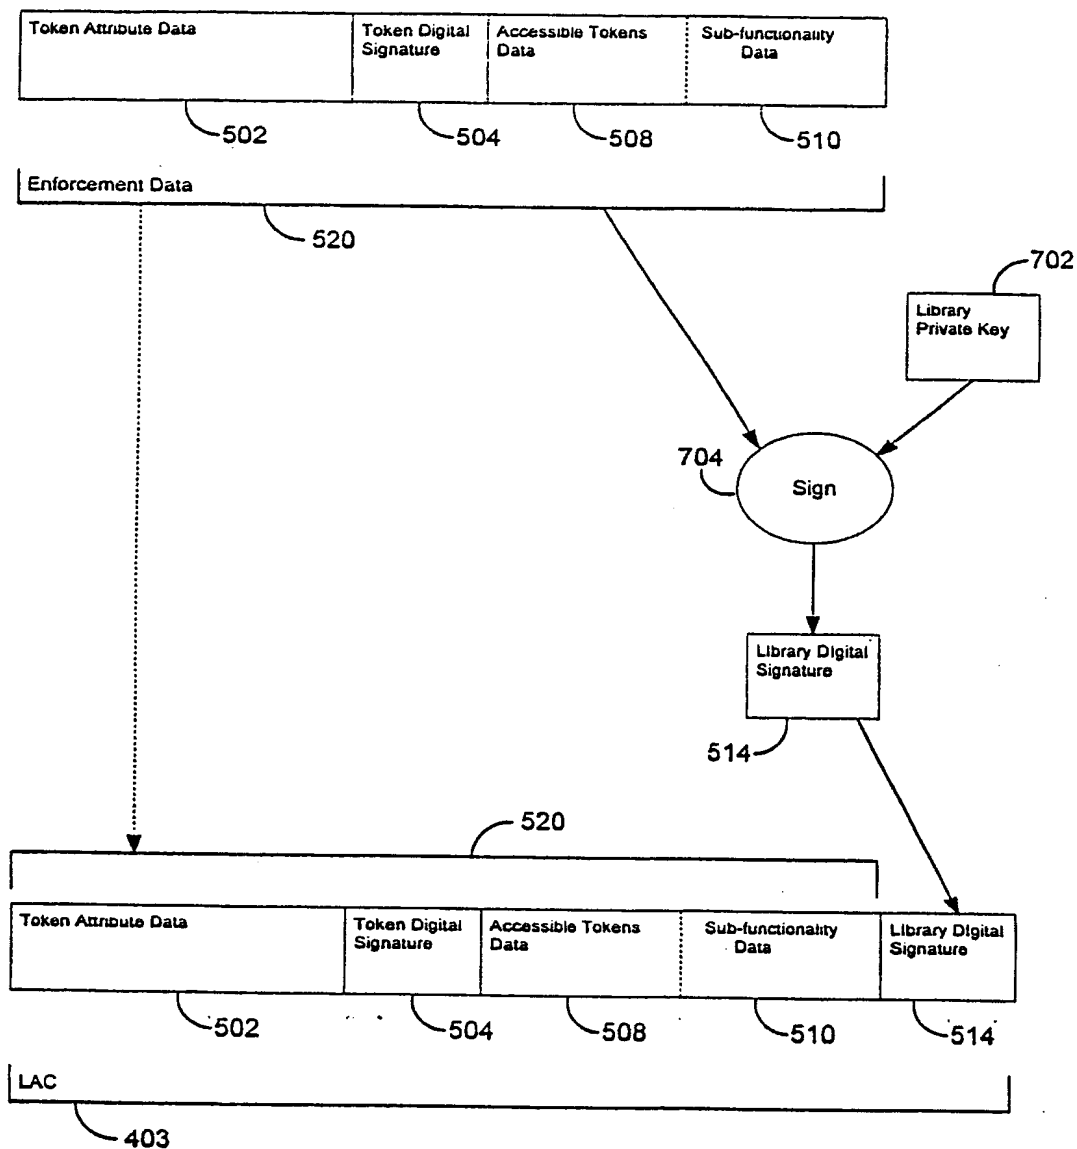 Token Attribute Data
Token Digital
Signature
Accessible Tokens
Data
Sub-functionality
Data
502
504
508
510
Enforcement Data
520
702
Library
Private Key
704
Sign
Library Digital
Signature
514
520
Token Attribute Data
Token Digital
Signature
Accessible Tokens
Data
Sub-functionality
Data
Library Digital
Signature
502
504
508
510
514
LAC
403